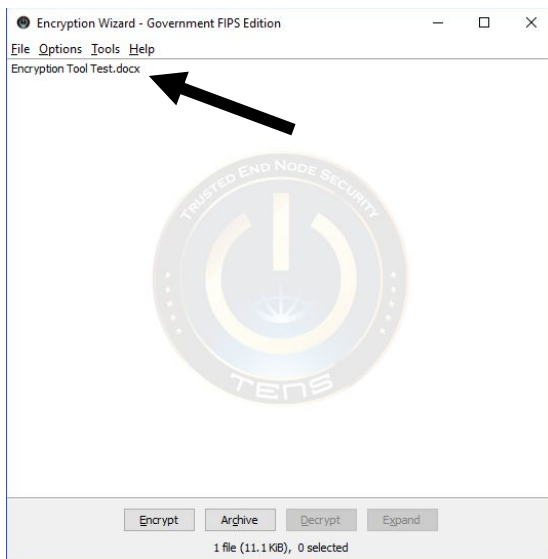 Encryption Wizard - Government FIPS Edition
File Options Tools Help
Encryption Tool Test.docx
TRUSTED END NODE SECURITY
TENS
Encrypt Archive Decrypt Expand
1 file (11.1 KiB), 0 selected